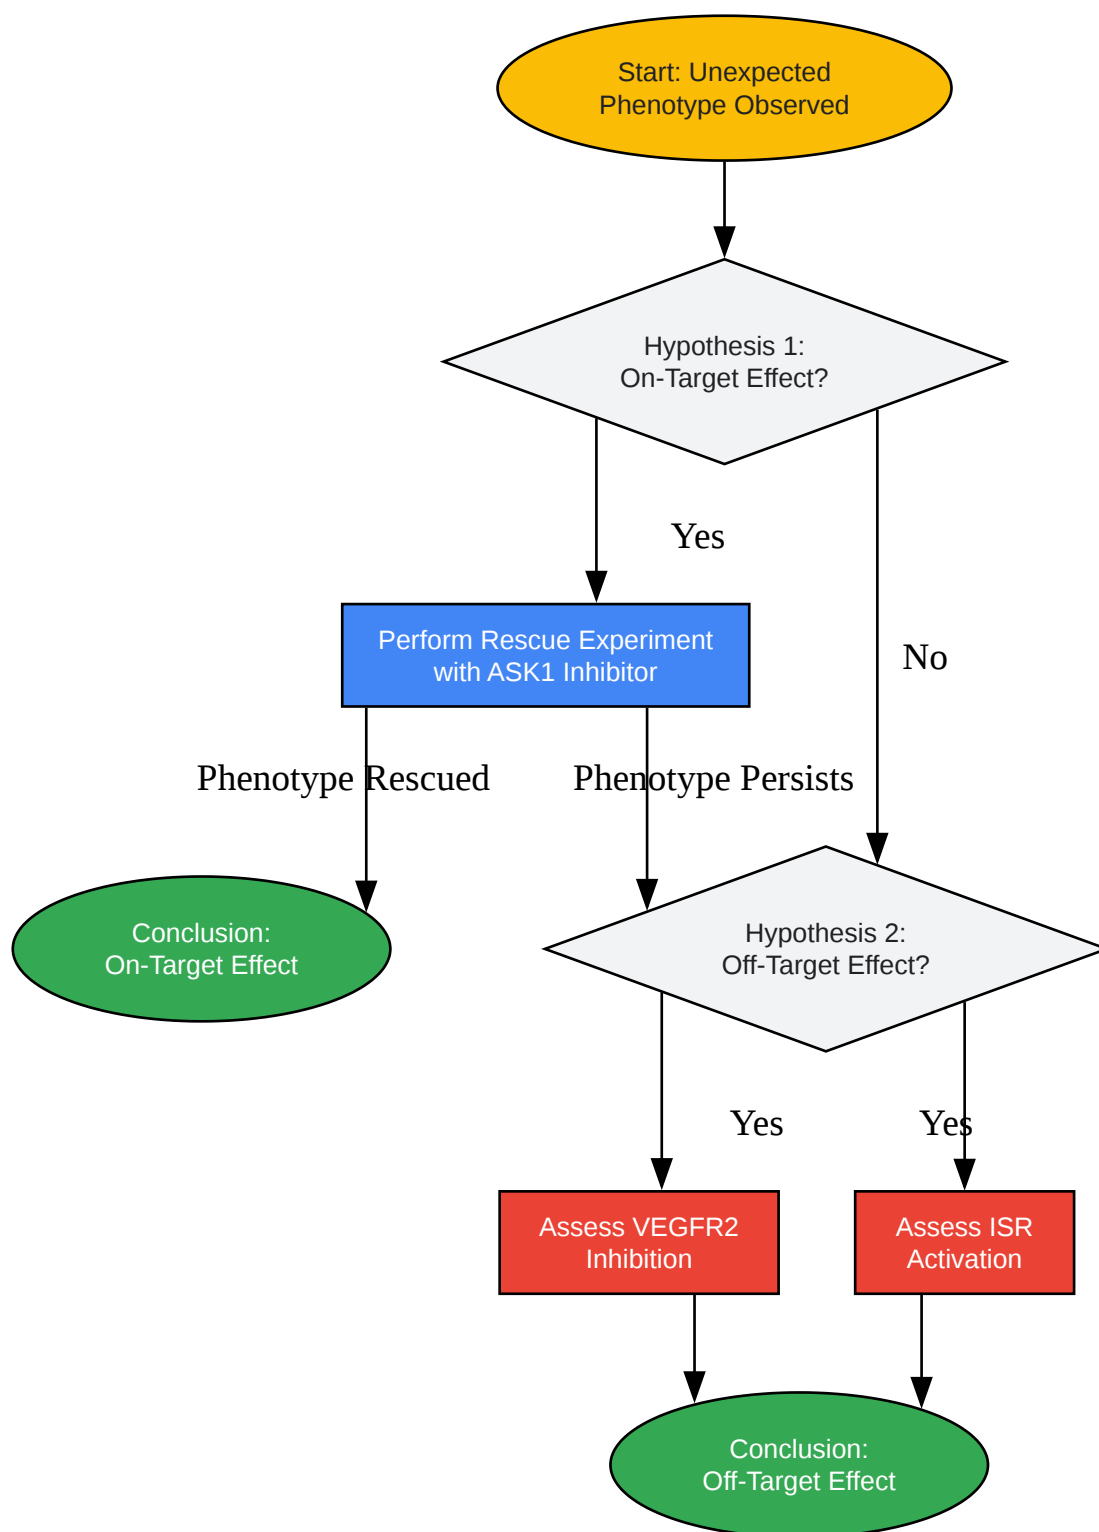 Start: Unexpected
Phenotype Observed
Hypothesis 1:
On-Target Effect?
Yes
Perform Rescue Experiment
with ASK1 Inhibitor
No
Phenotype Rescued
Phenotype Persists
Conclusion:
On-Target Effect
Hypothesis 2:
Off-Target Effect?
Yes
Yes
Assess VEGFR2
Inhibition
Assess ISR
Activation
Conclusion:
Off-Target Effect